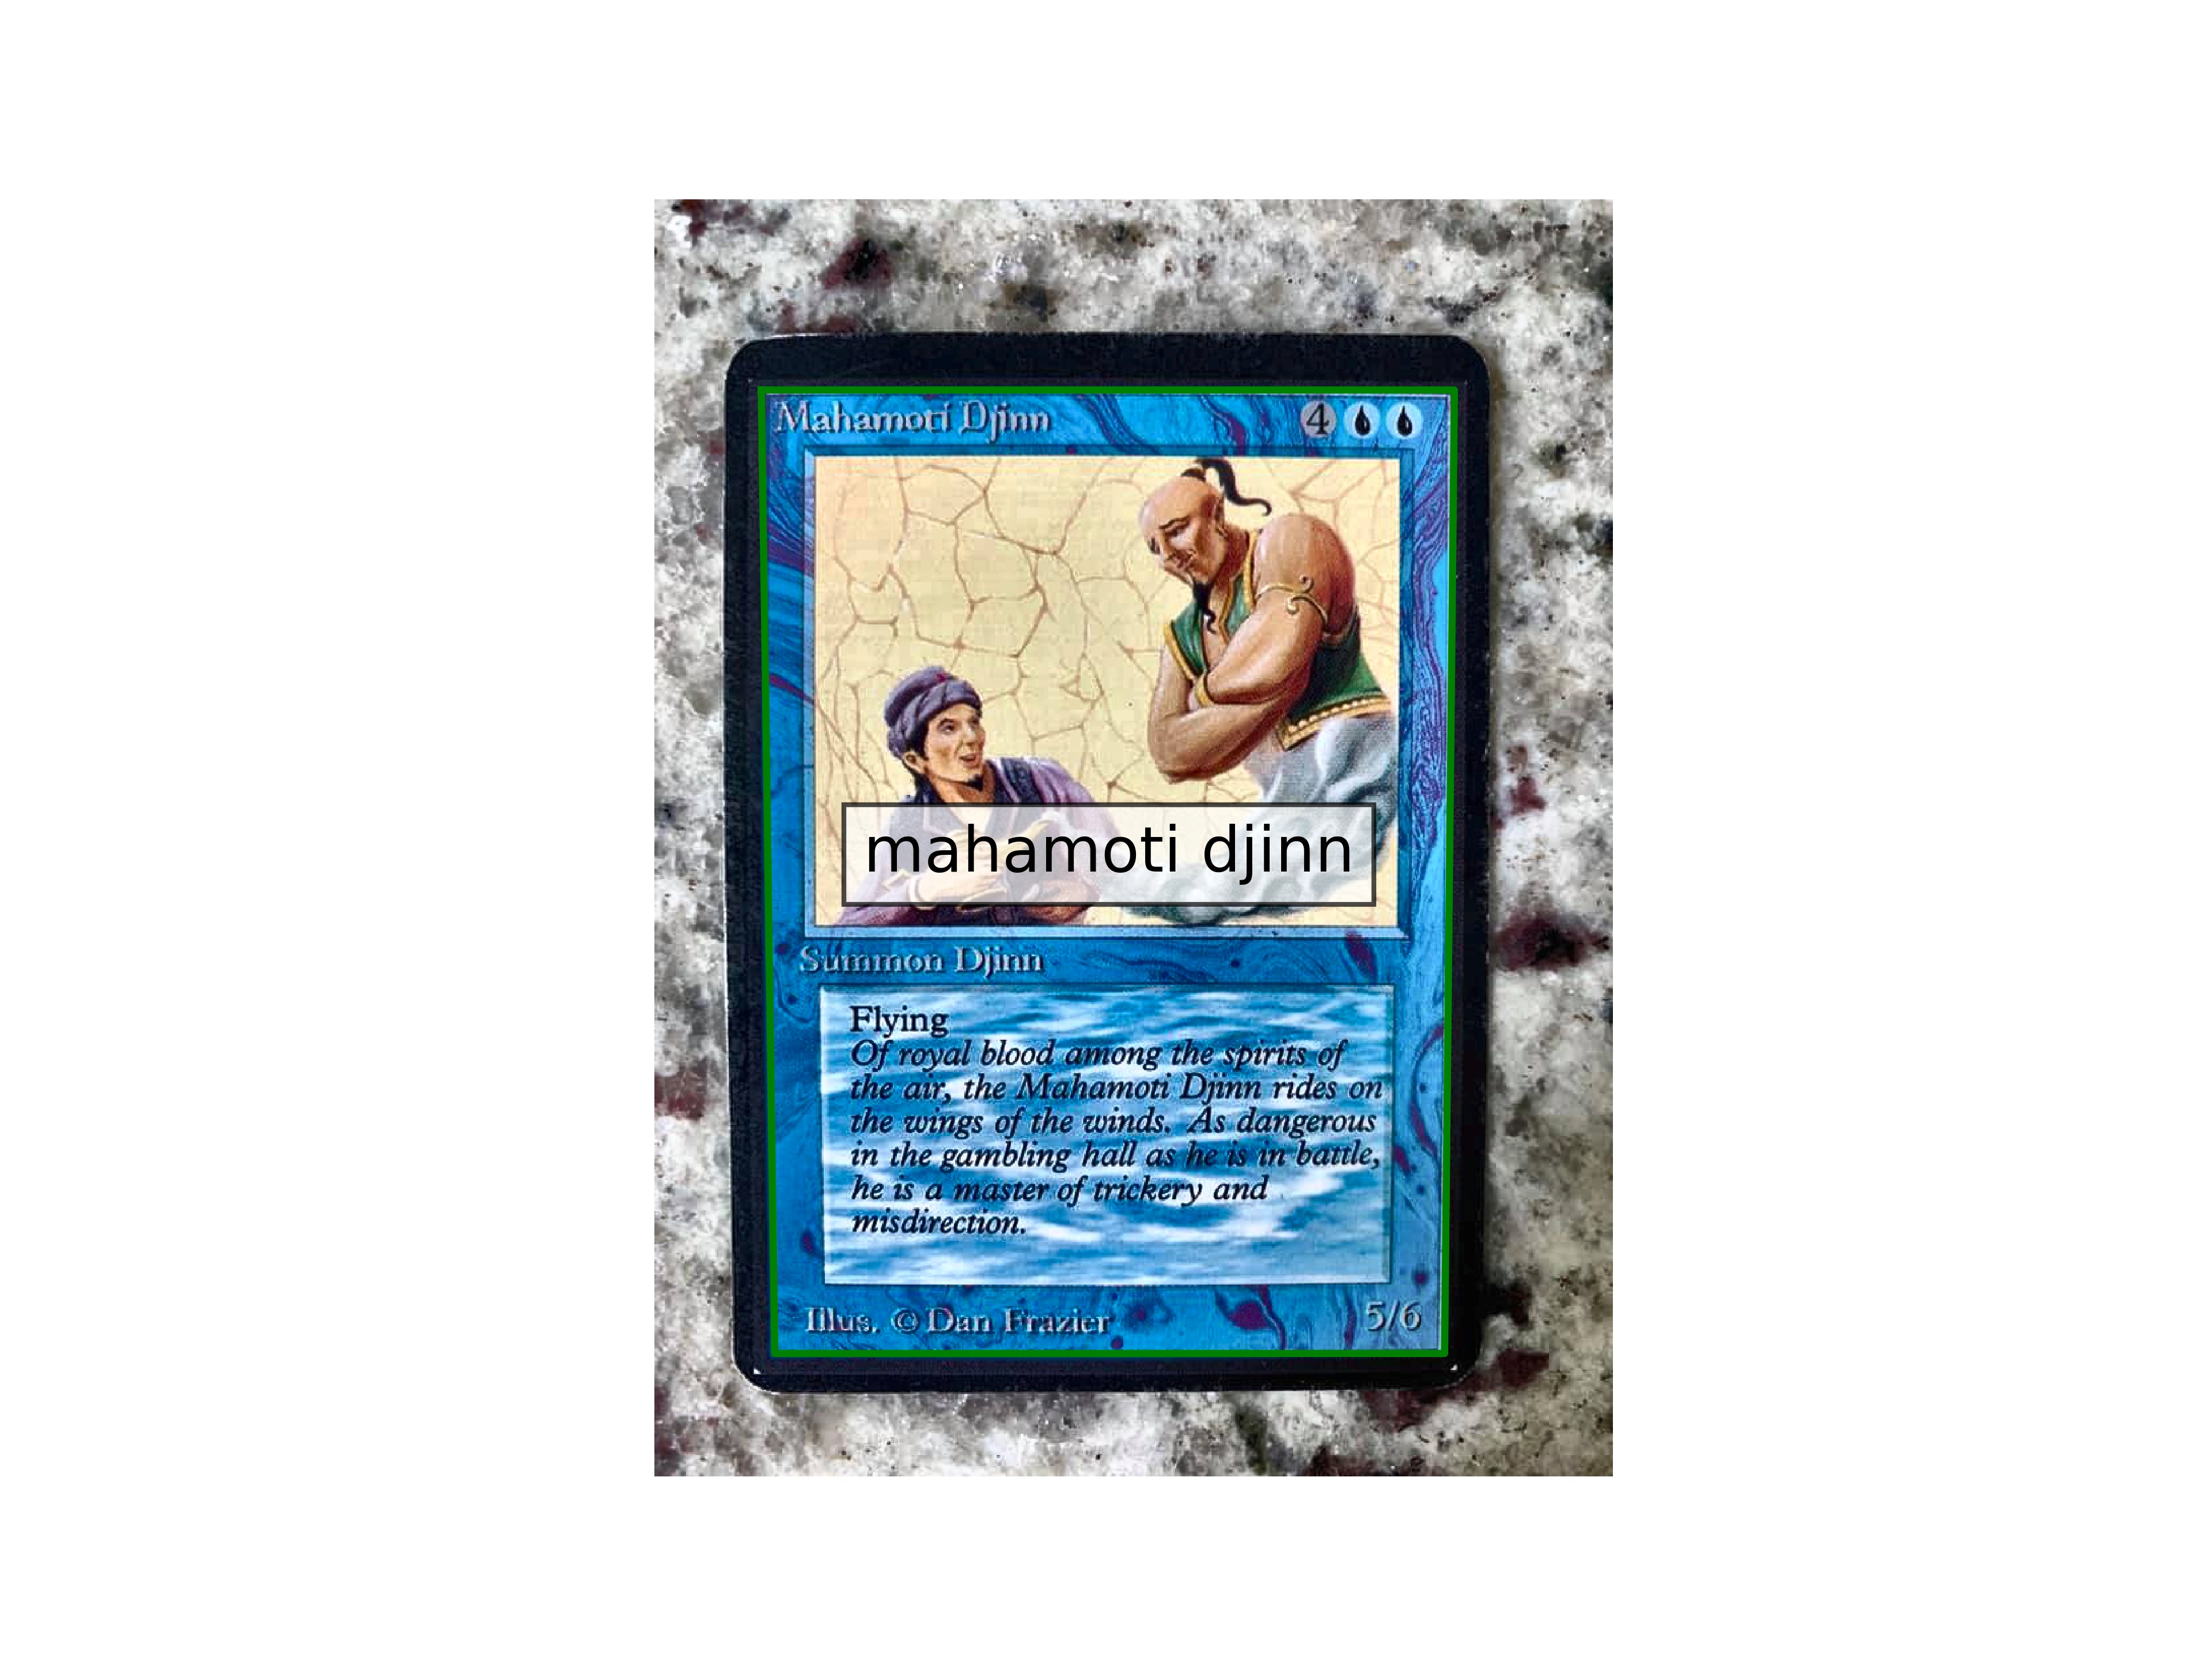 Mahamoti Djinn 4
mahamoti djinn
Summon Djinn
Flying
Of royal blood among the spirits of
the air, the Mahamoti Djinn rides on
the wings of the winds. As dangerous
in the gambling hall as he is in battle,
he is a master of trickery and
misdirection.
Illus. © Dan Frazier 5/6